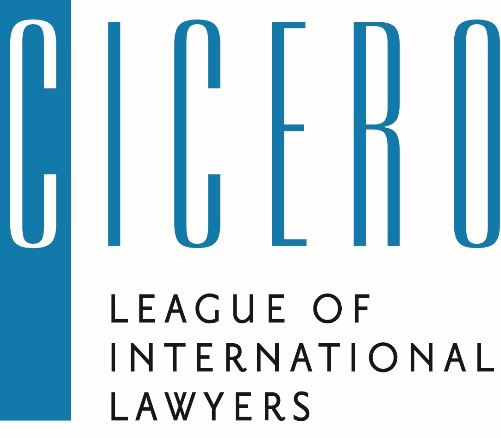 CICERO
LEAGUE OF
INTERNATIONAL
LAWYERS